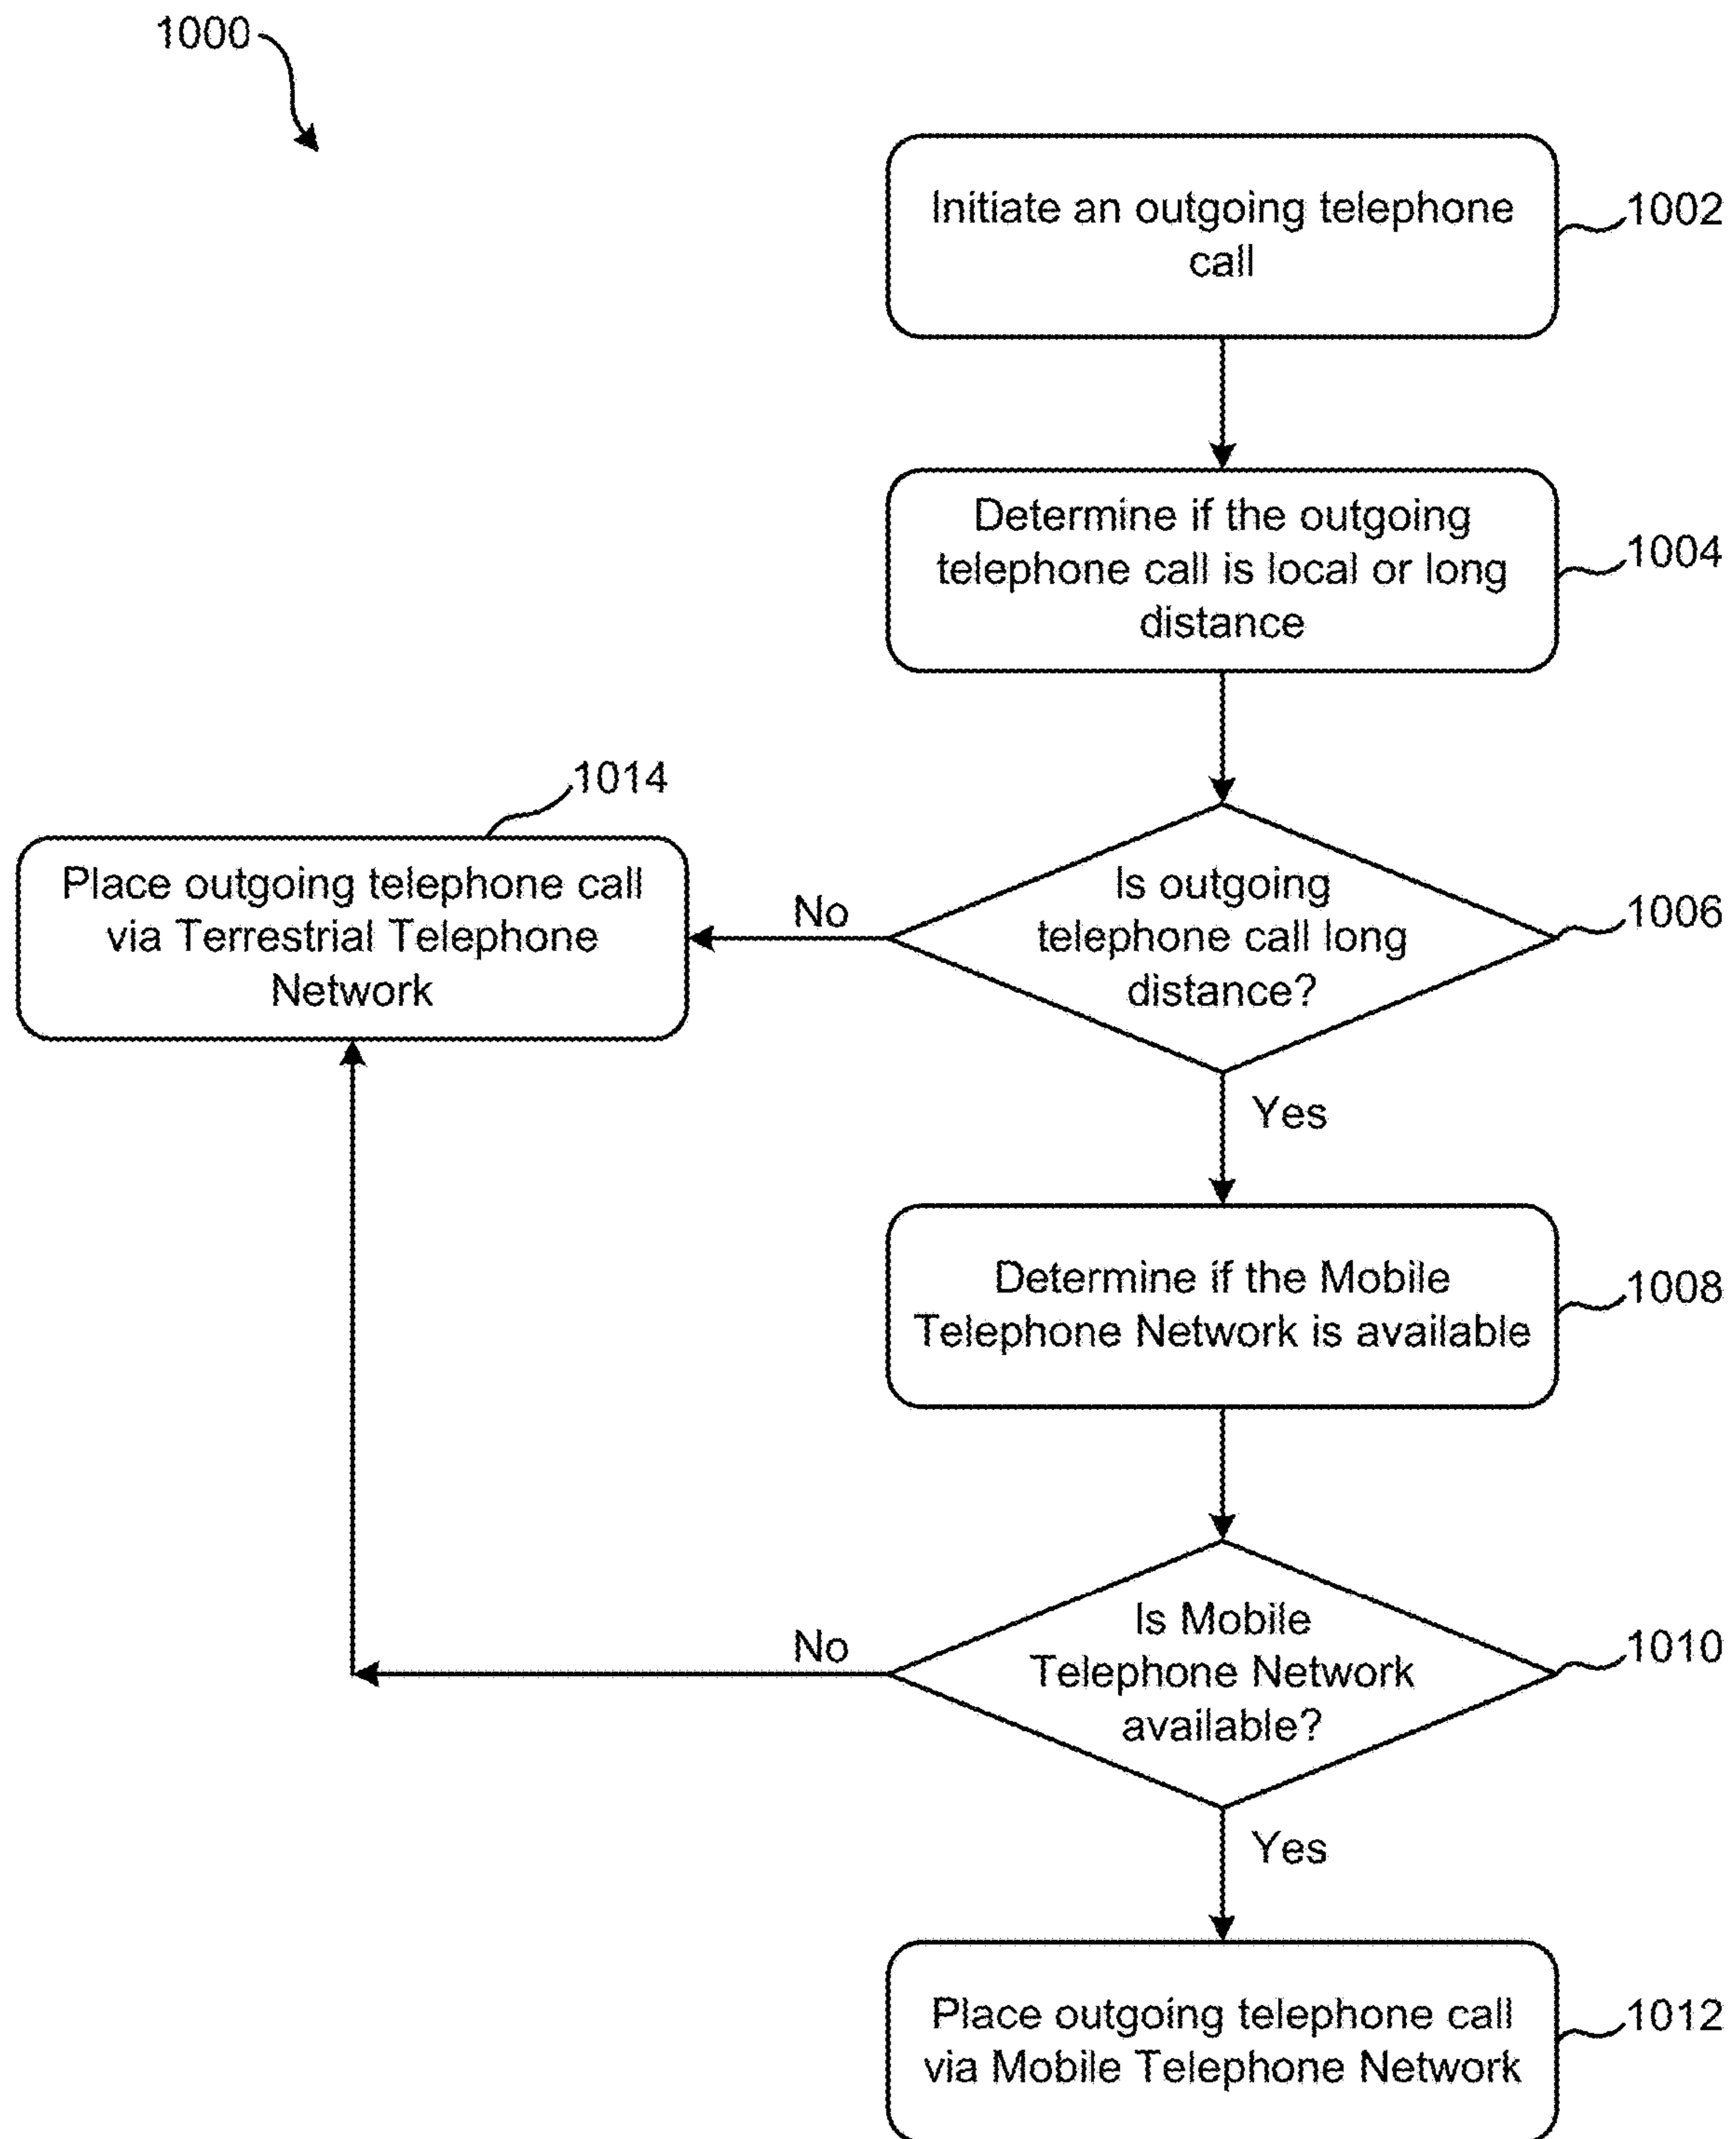 1000
Initiate an outgoing telephone
call
1002
Determine if the outgoing
telephone call is local or long
distance
1004
1014
Place outgoing telephone call
via Terrestrial Telephone
Network
No
Is outgoing
telephone call long
distance?
1006
Yes
Determine if the Mobile
Telephone Network is available
1008
No
Is Mobile
Telephone Network
available?
1010
Yes
Place outgoing telephone call
via Mobile Telephone Network
1012